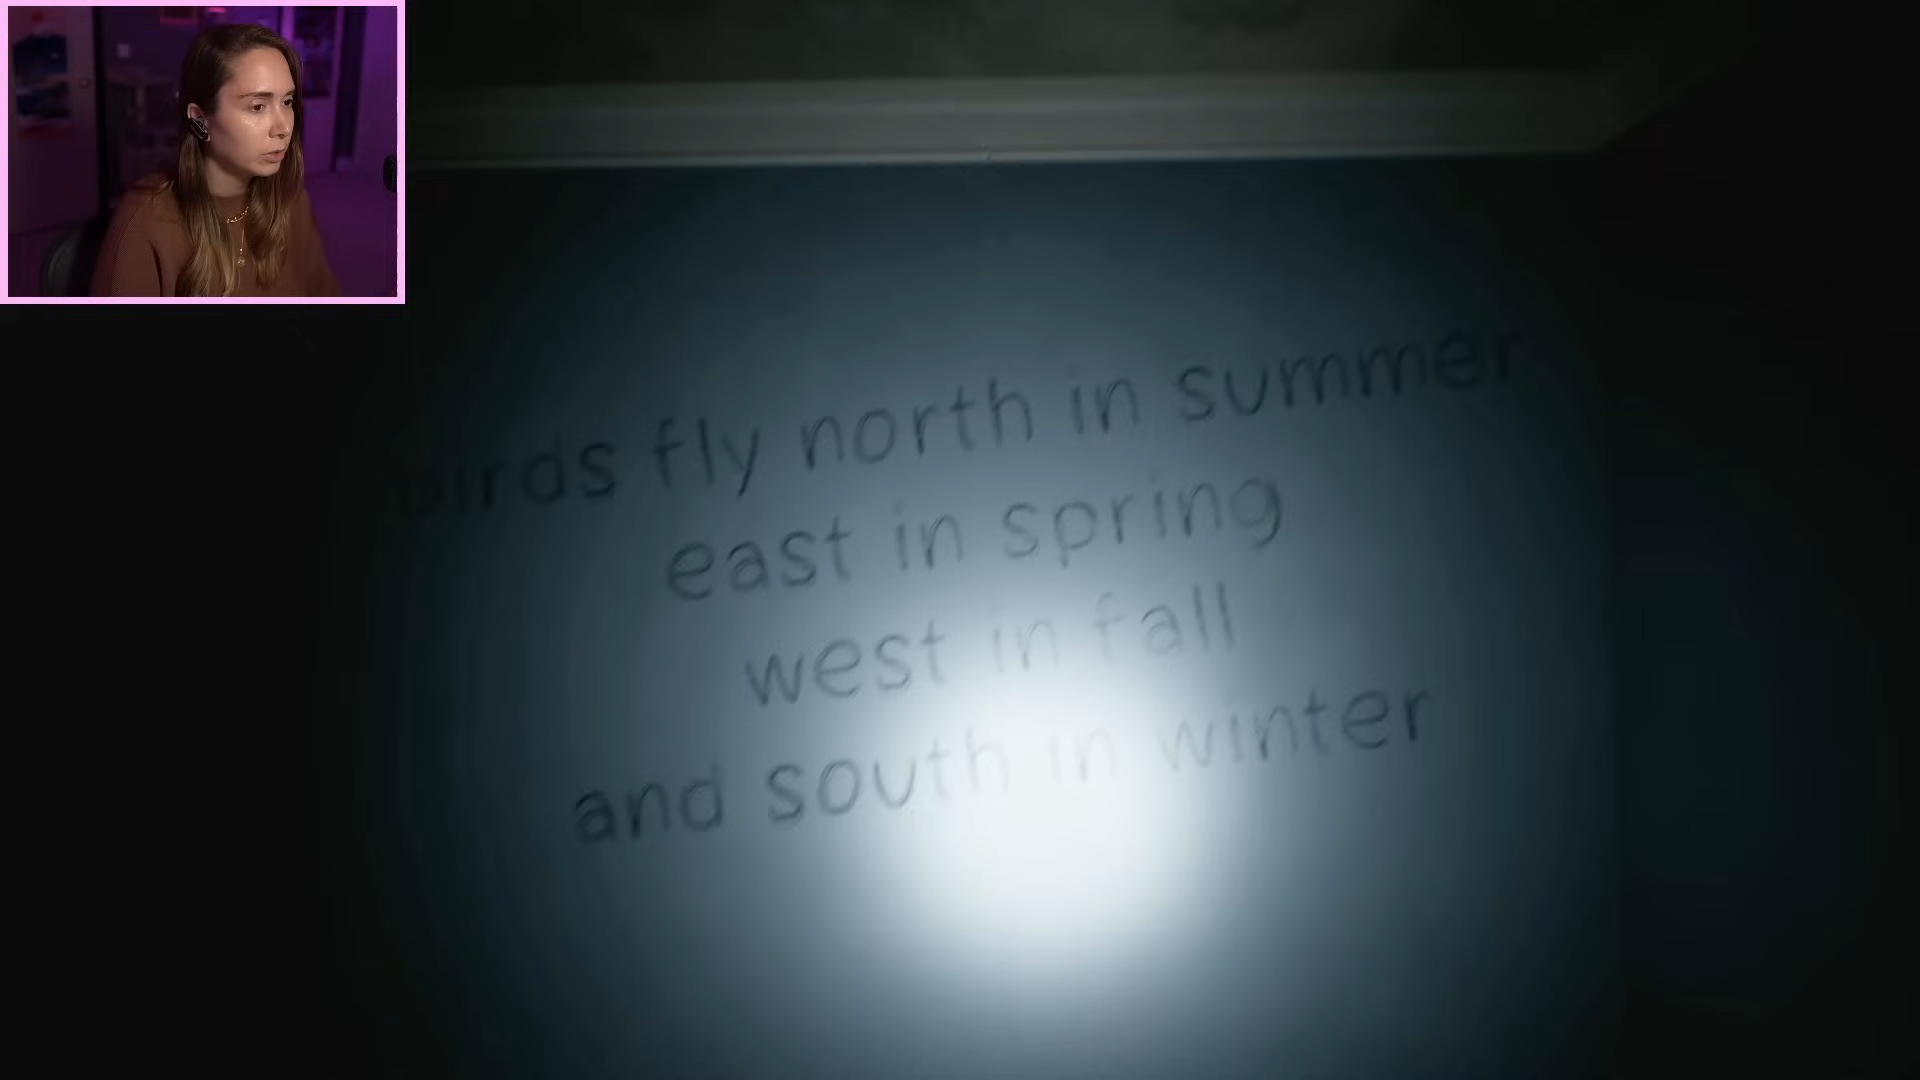 birds fly north in summer
east in spring
west in fall
and south in winter